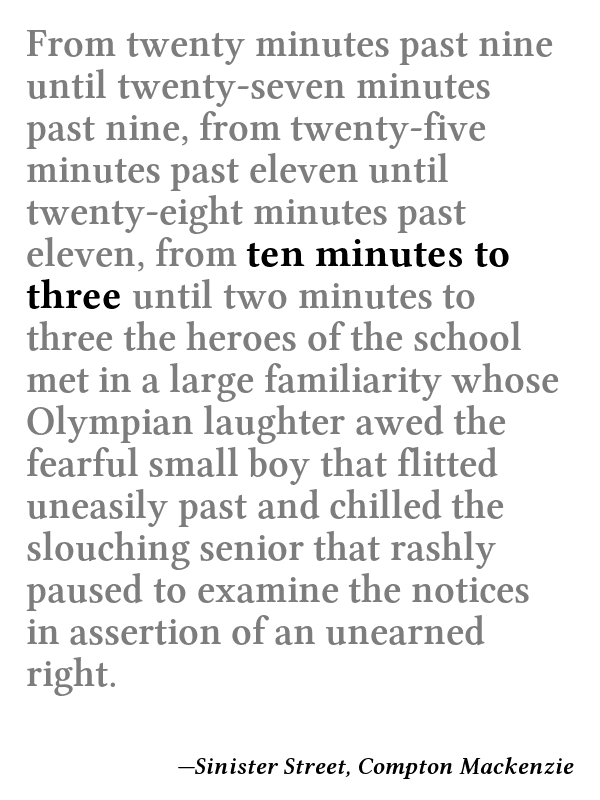 From twenty minutes past nine
until twenty-seven minutes
past nine, from twenty-five
minutes past eleven until
twenty-eight minutes past
eleven, from ten minutes to
three until two minutes to
three the heroes of the school
met in a large familiarity whose
Olympian laughter awed the
fearful small boy that flitted
uneasily past and chilled the
slouching senior that rashly
paused to examine the notices
in assertion of an unearned
right.
—Sinister Street, Compton Mackenzie